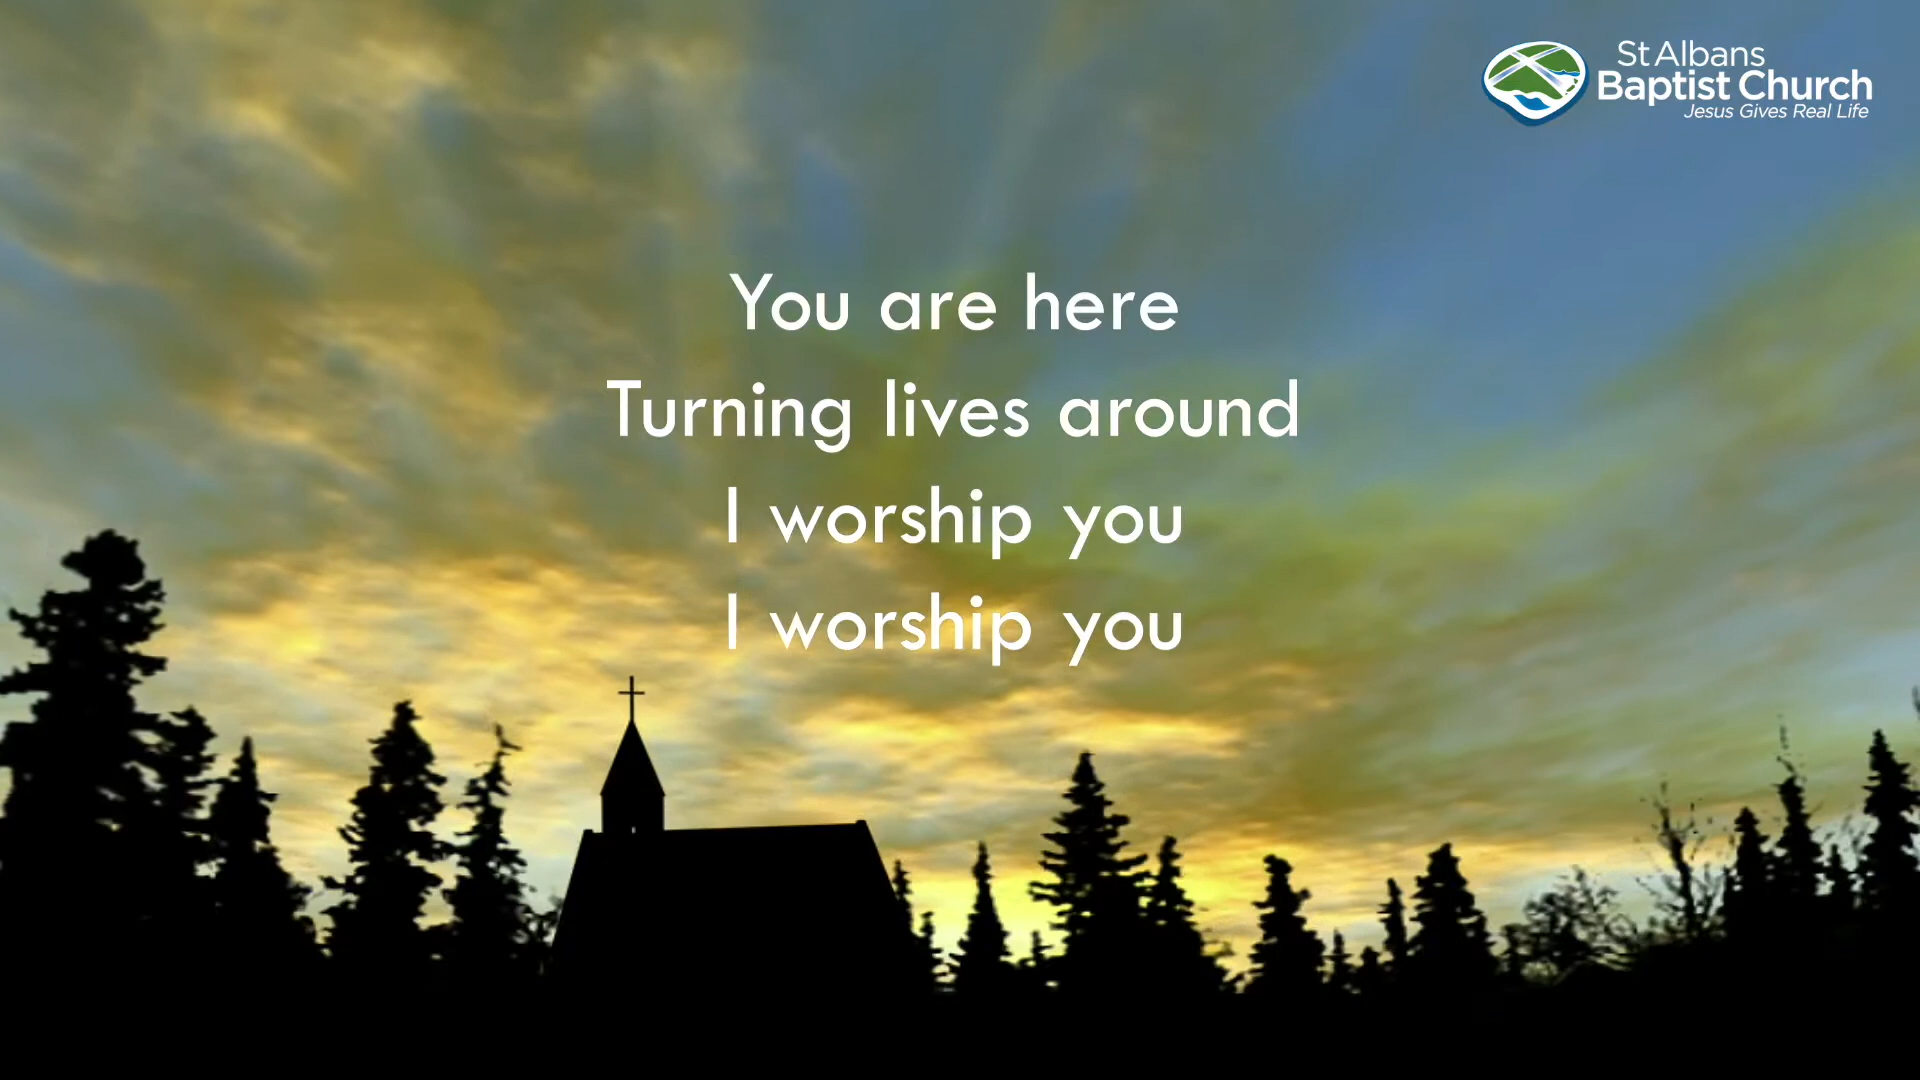 St Albans
Baptist Church
Jesus Gives Real Life
You are here
Turning lives around
I worship you
I worship you